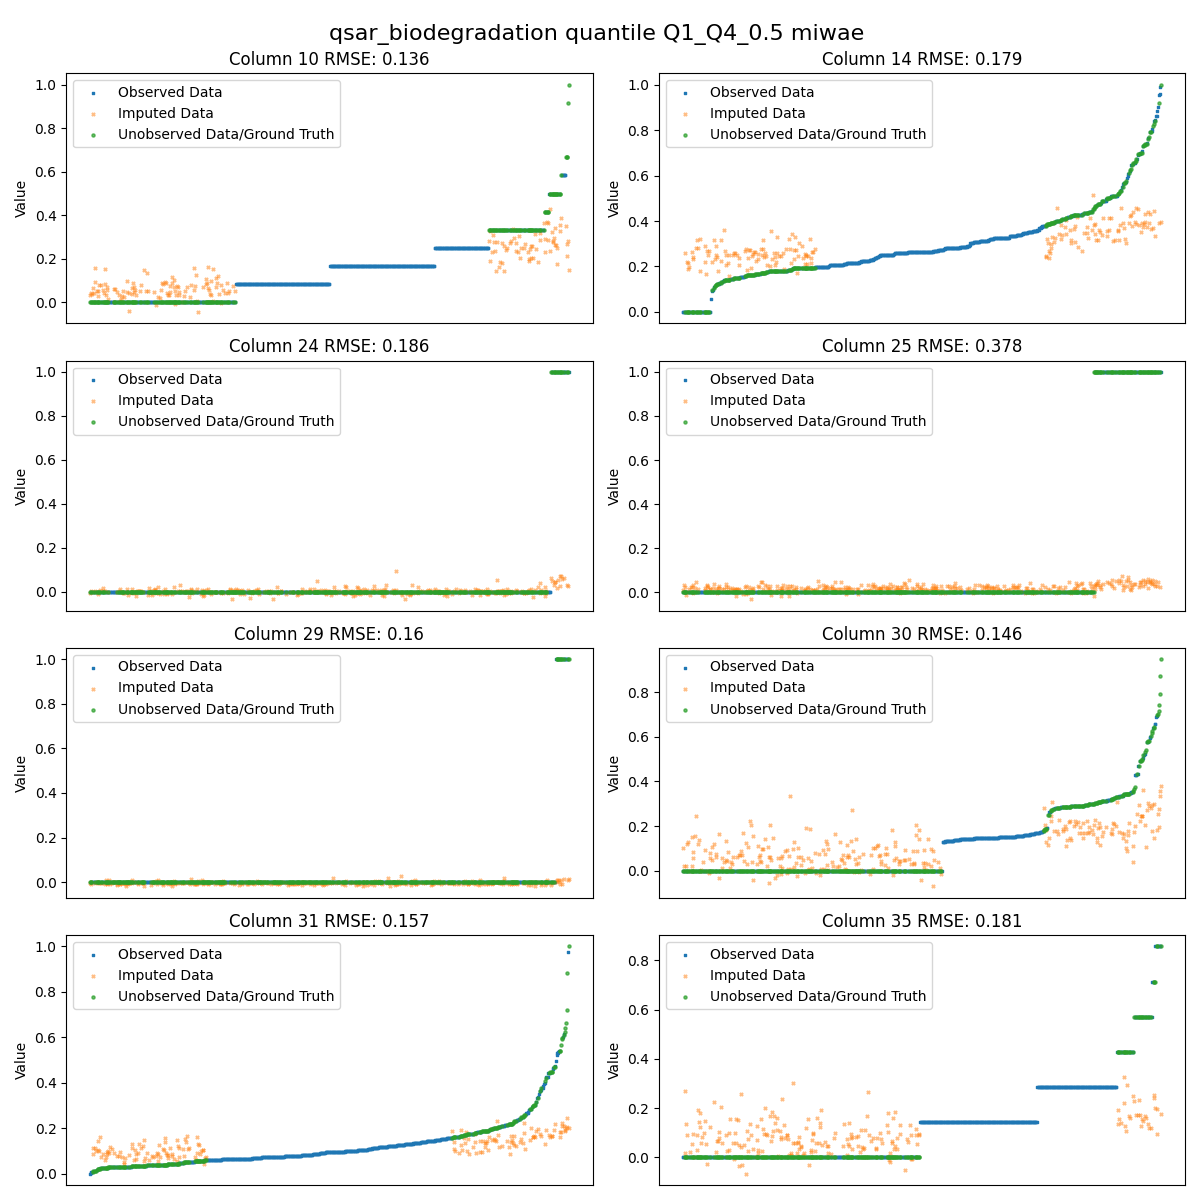 qsar_biodegradation quantile Q1_Q4_0.5 miwae
Column 10 RMSE: 0.136
Value
1.0
0.8
0.6
0.4
0.2
0.0
Observed Data
Imputed Data
Unobserved Data/Ground Truth
Column 14 RMSE: 0.179
Value
1.0
0.8
0.6
0.4
0.2
0.0
Observed Data
Imputed Data
Unobserved Data/Ground Truth
Column 24 RMSE: 0.186
Value
1.0
0.8
0.6
0.4
0.2
0.0
Observed Data
Imputed Data
Unobserved Data/Ground Truth
Column 25 RMSE: 0.378
Value
1.0
0.8
0.6
0.4
0.2
0.0
Observed Data
Imputed Data
Unobserved Data/Ground Truth
Column 29 RMSE: 0.16
Value
1.0
0.8
0.6
0.4
0.2
0.0
Observed Data
Imputed Data
Unobserved Data/Ground Truth
Column 30 RMSE: 0.146
Value
0.8
0.6
0.4
0.2
0.0
Observed Data
Imputed Data
Unobserved Data/Ground Truth
Column 31 RMSE: 0.157
Value
1.0
0.8
0.6
0.4
0.2
0.0
Observed Data
Imputed Data
Unobserved Data/Ground Truth
Column 35 RMSE: 0.181
Value
0.8
0.6
0.4
0.2
0.0
Observed Data
Imputed Data
Unobserved Data/Ground Truth